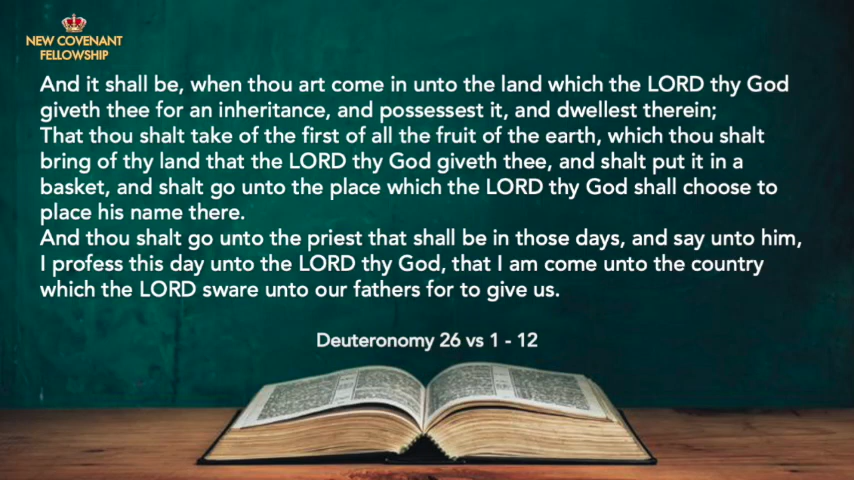 NEW COVENANT
FELLOWSHIP
And it shall be, when thou art come in unto the land which the LORD thy God
giveth thee for an inheritance, and possessest it, and dwellest therein;
That thou shalt take of the first of all the fruit of the earth, which thou shalt
bring of thy land that the LORD thy God giveth thee, and shalt put it in a
basket, and shalt go unto the place which the LORD thy God shall choose to
place his name there.
And thou shalt go unto the priest that shall be in those days, and say unto him,
I profess this day unto the LORD thy God, that I am come unto the country
which the LORD sware unto our fathers for to give us.
Deuteronomy 26 vs 1 - 12